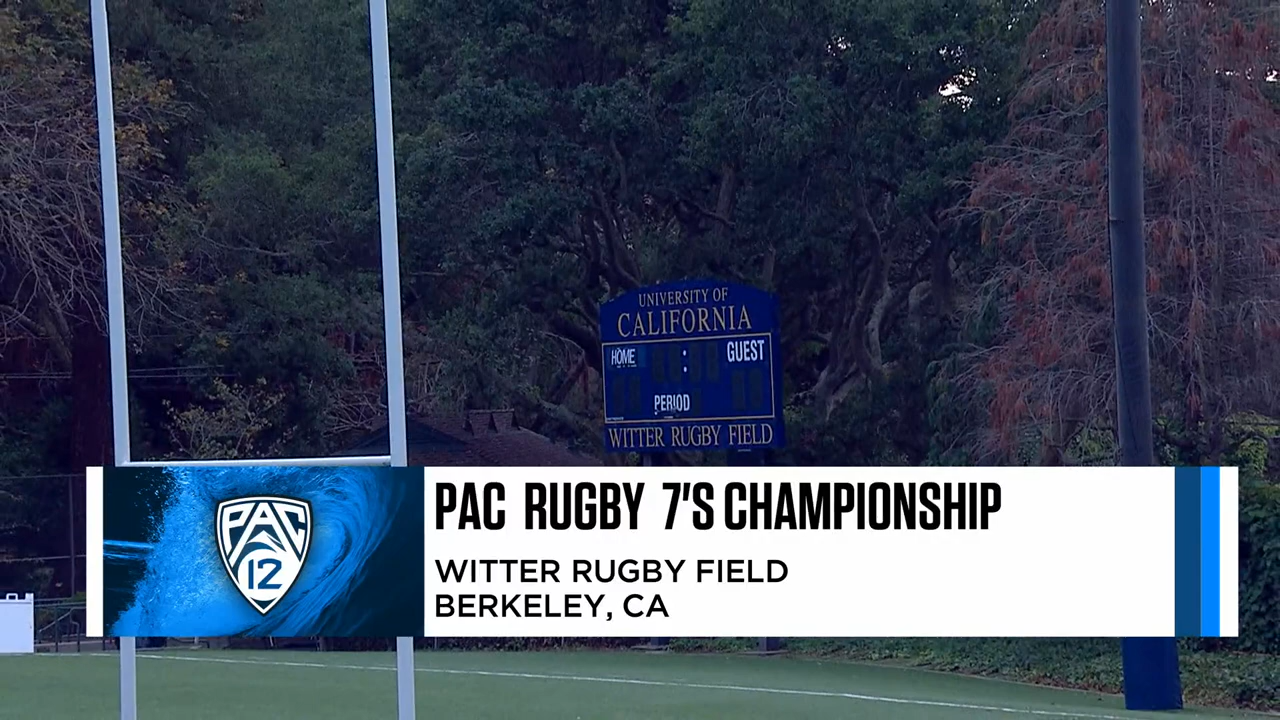 UNIVERSITY OF
CALIFORNIA
HOME : GUEST
PERIOD
WITTER RUGBY FIELD
PAC 12
PAC RUGBY 7'S CHAMPIONSHIP
WITTER RUGBY FIELD
BERKELEY, CA